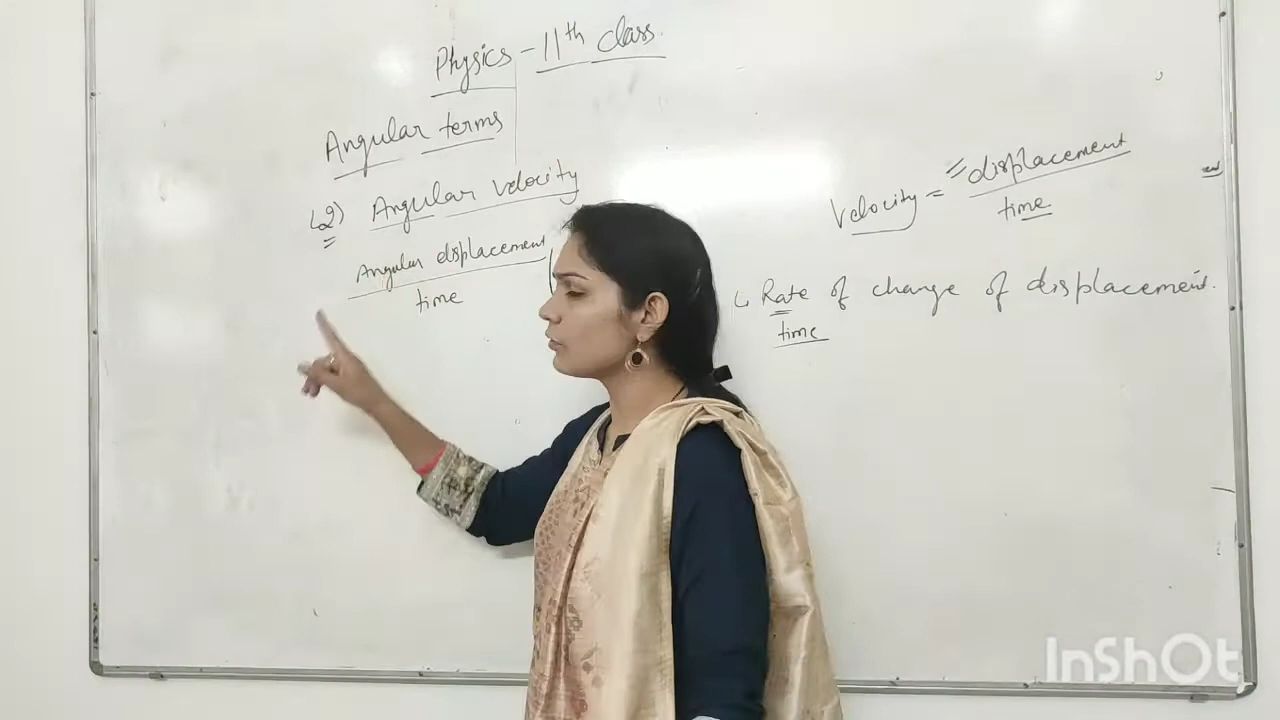 Physics - 11th class.
Angular terms
(2) Angular velocity
Angular displacement
time
Velocity = displacement
time
Rate of change of displacement.
time
InShOt